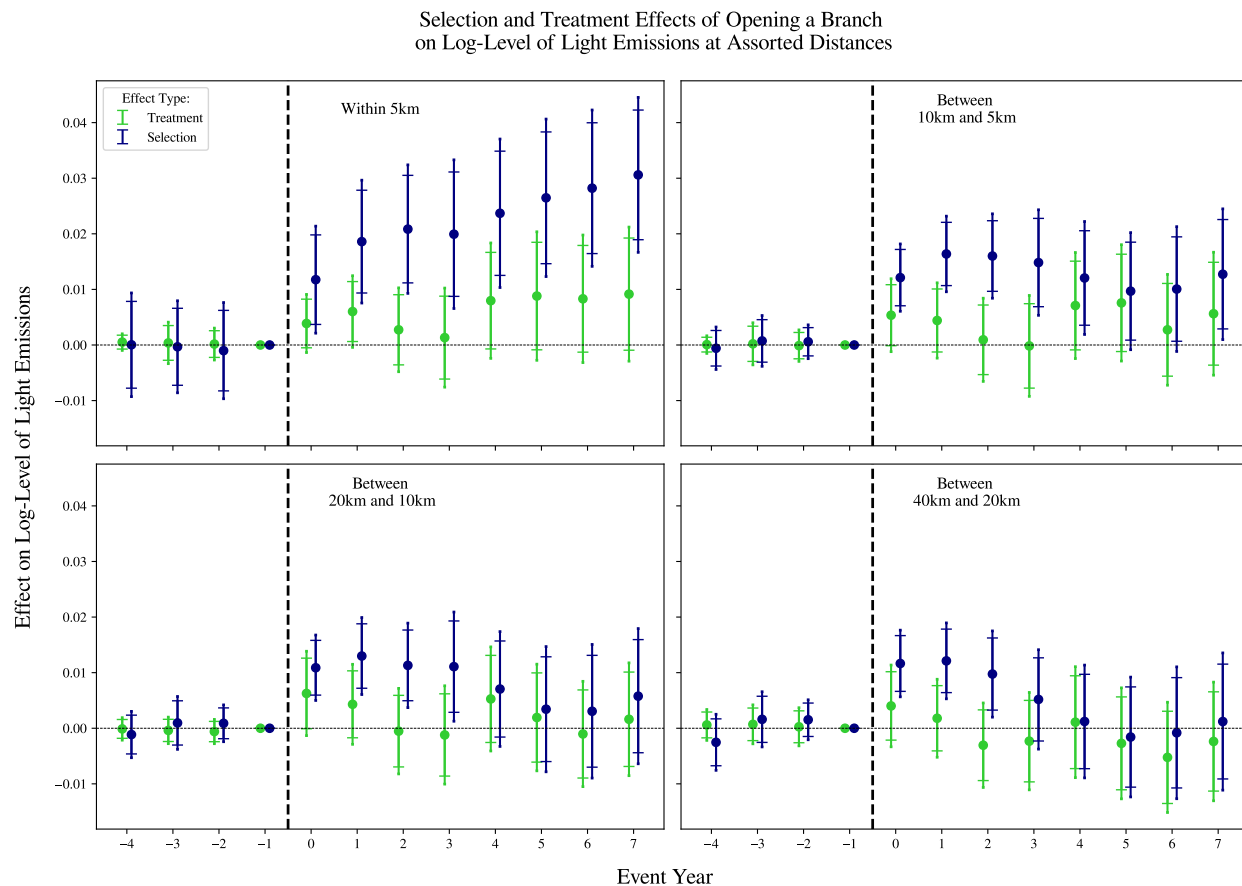 Selection and Treatment Effects of Opening a Branch
on Log-Level of Light Emissions at Assorted Distances
Effect Type:
Treatment
Selection
Within 5km
Between
10km and 5km
0.04
0.03
0.02
0.01
0.00
−0.01
Between
20km and 10km
Between
40km and 20km
0.04
0.03
0.02
0.01
0.00
−0.01
Effect on Log-Level of Light Emissions
−4 −3 −2 −1 0 1 2 3 4 5 6 7
−4 −3 −2 −1 0 1 2 3 4 5 6 7
Event Year